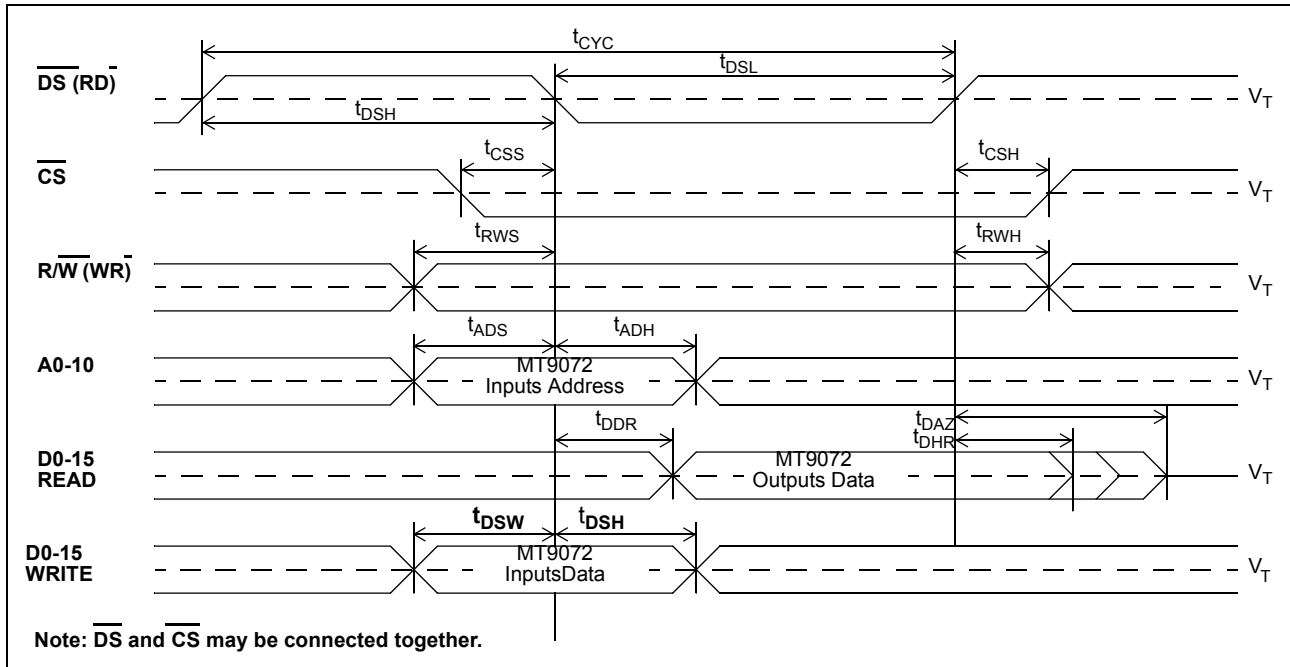 tCYC
DS (RD)
tDSL
VT
tDSH
tCSS
tCSH
CS
VT
tRWS
tRWH
R/W (WR)
VT
tADS
tADH
A0-10
MT9072
Inputs Address
VT
tDDR
tDAZ
tDHR
D0-15
READ
MT9072
Outputs Data
VT
tDSW
tDSH
D0-15
WRITE
MT9072
InputsData
VT
Note: DS and CS may be connected together.